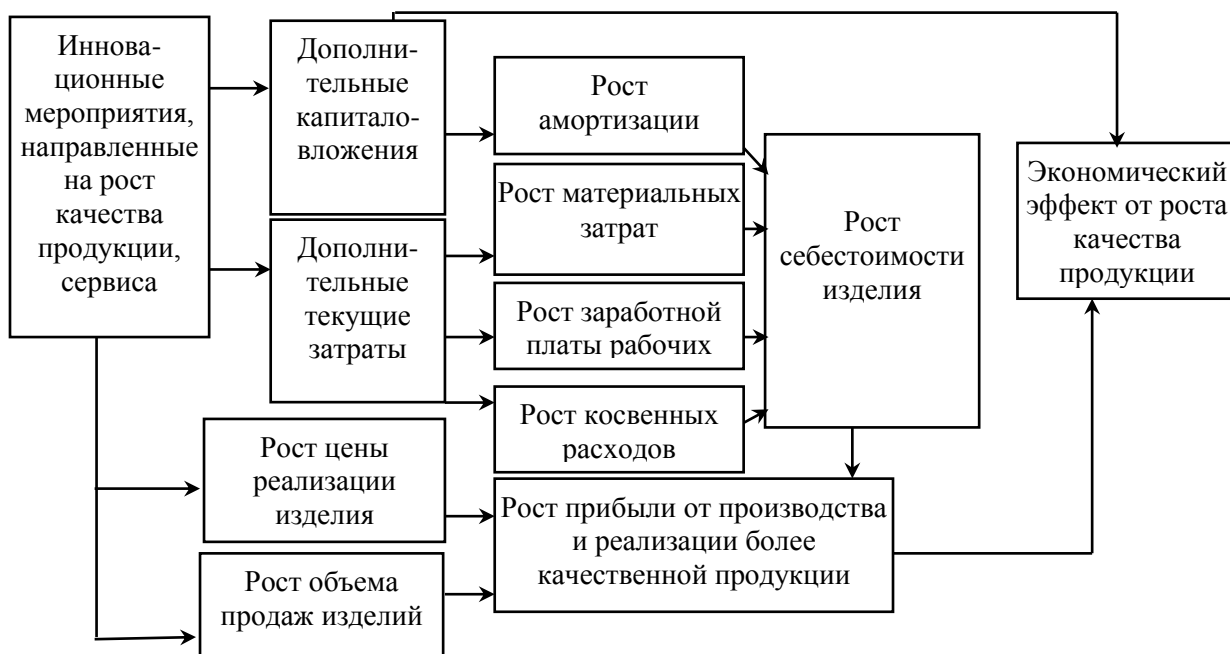 Иннова-
ционные
мероприятия,
направленные
на рост
качества
продукции,
сервиса
Дополни-
тельные
капитало-
вложения
Дополни-
тельные
текущие
затраты
Рост цены
реализации
изделия
Рост объема
продаж изделий
Рост
амортизации
Рост материальных
затрат
Рост заработной
платы рабочих
Рост косвенных
расходов
Рост прибыли от производства
и реализации более
качественной продукции
Рост
себестоимости
изделия
Экономический
эффект от роста
качества
продукции